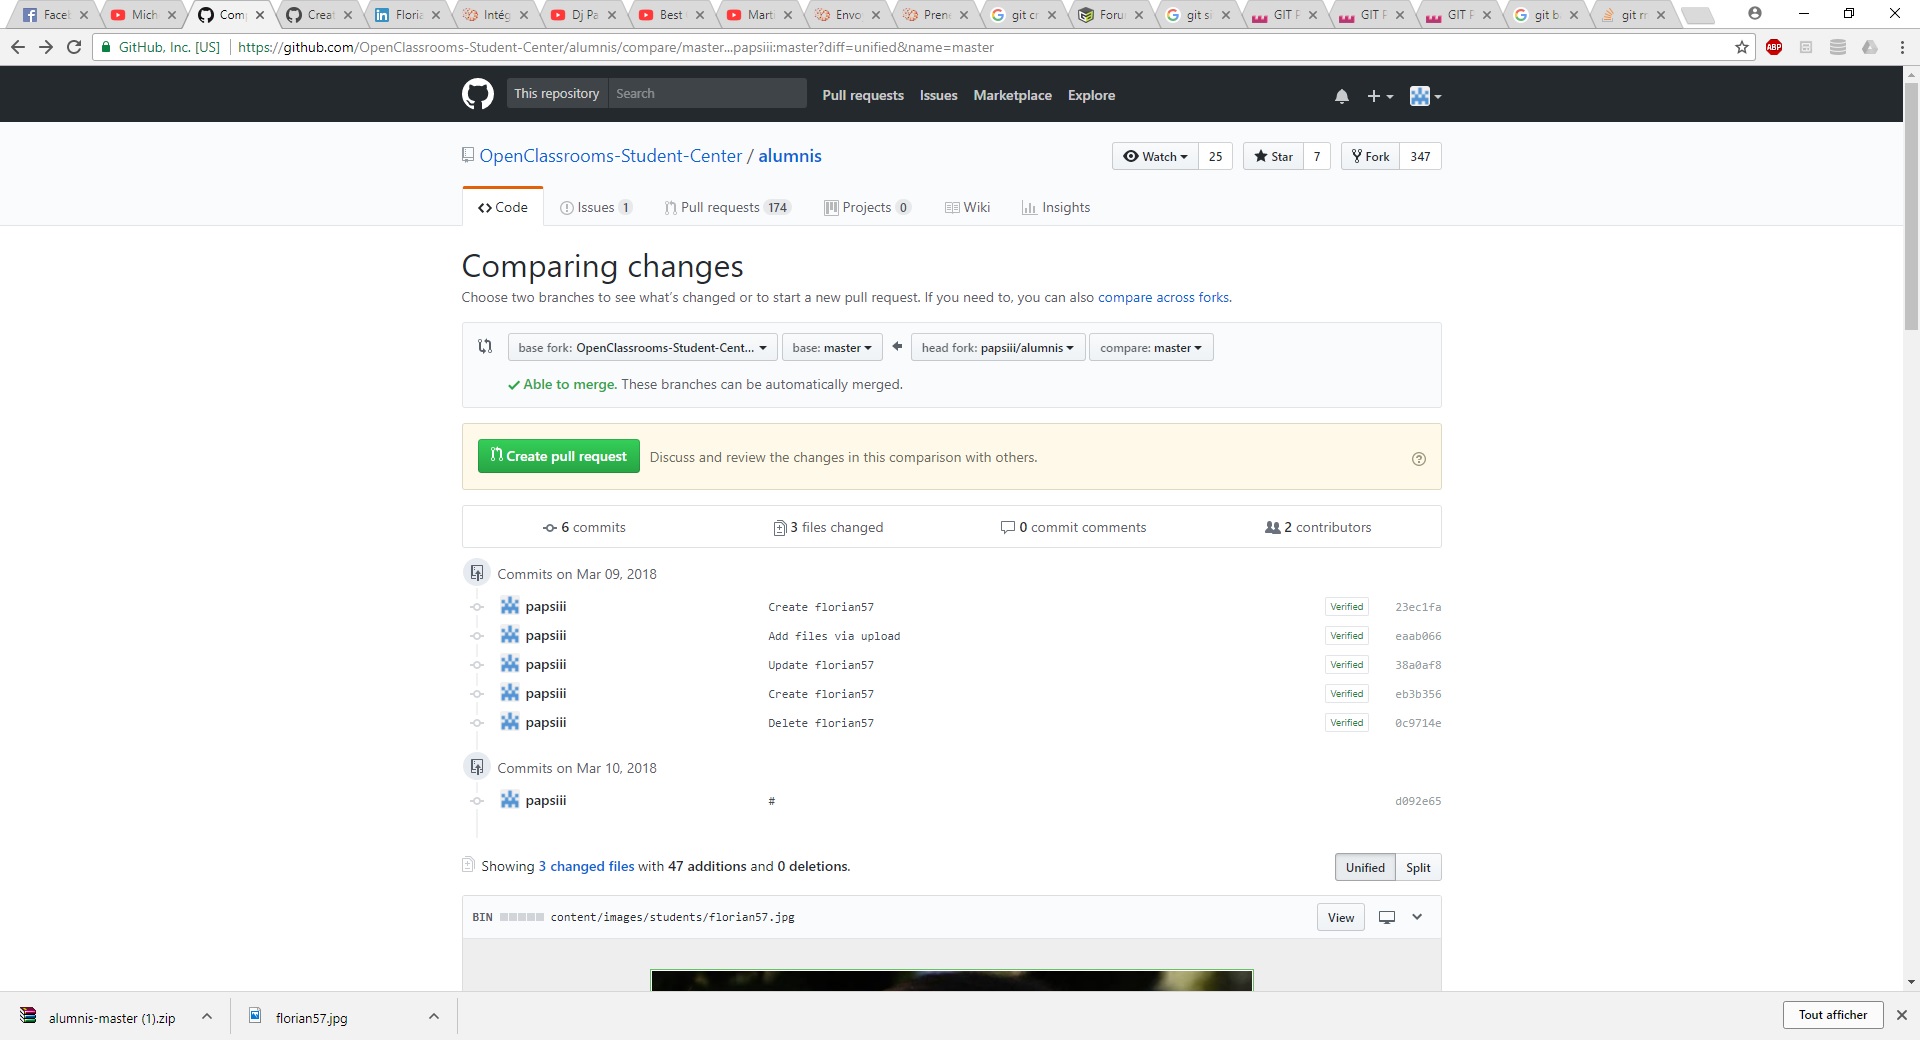 Faceb
Mich
Comp
Creat
Floria
Intég
Dj Pa
Best
Mart
Envo
Prene
git cr
Foru
git si
GIT P
GIT P
GIT P
git b
git rr
GitHub, Inc. [US]
https://github.com/OpenClassrooms-Student-Center/alumnis/compare/master...papsiii:master?diff=unified&name=master
ABP
This repository Search Pull requests Issues Marketplace Explore
OpenClassrooms-Student-Center / alumnis
Watch 25 Star 7 Fork 347
Code Issues 1 Pull requests 174 Projects 0 Wiki Insights
Comparing changes
Choose two branches to see what's changed or to start a new pull request. If you need to, you can also compare across forks.
base fork: OpenClassrooms-Student-Cent... base: master head fork: papsiii/alumnis compare: master
Able to merge. These branches can be automatically merged.
Create pull request Discuss and review the changes in this comparison with others.
6 commits 3 files changed 0 commit comments 2 contributors
Commits on Mar 09, 2018
papsiii Create florian57 Verified 23ec1fa
papsiii Add files via upload Verified eaab066
papsiii Update florian57 Verified 38a0af8
papsiii Create florian57 Verified eb3b356
papsiii Delete florian57 Verified 0c9714e
Commits on Mar 10, 2018
papsiii # d092e65
Showing 3 changed files with 47 additions and 0 deletions.
Unified Split
BIN content/images/students/florian57.jpg View
alumnis-master (1).zip
florian57.jpg
Tout afficher